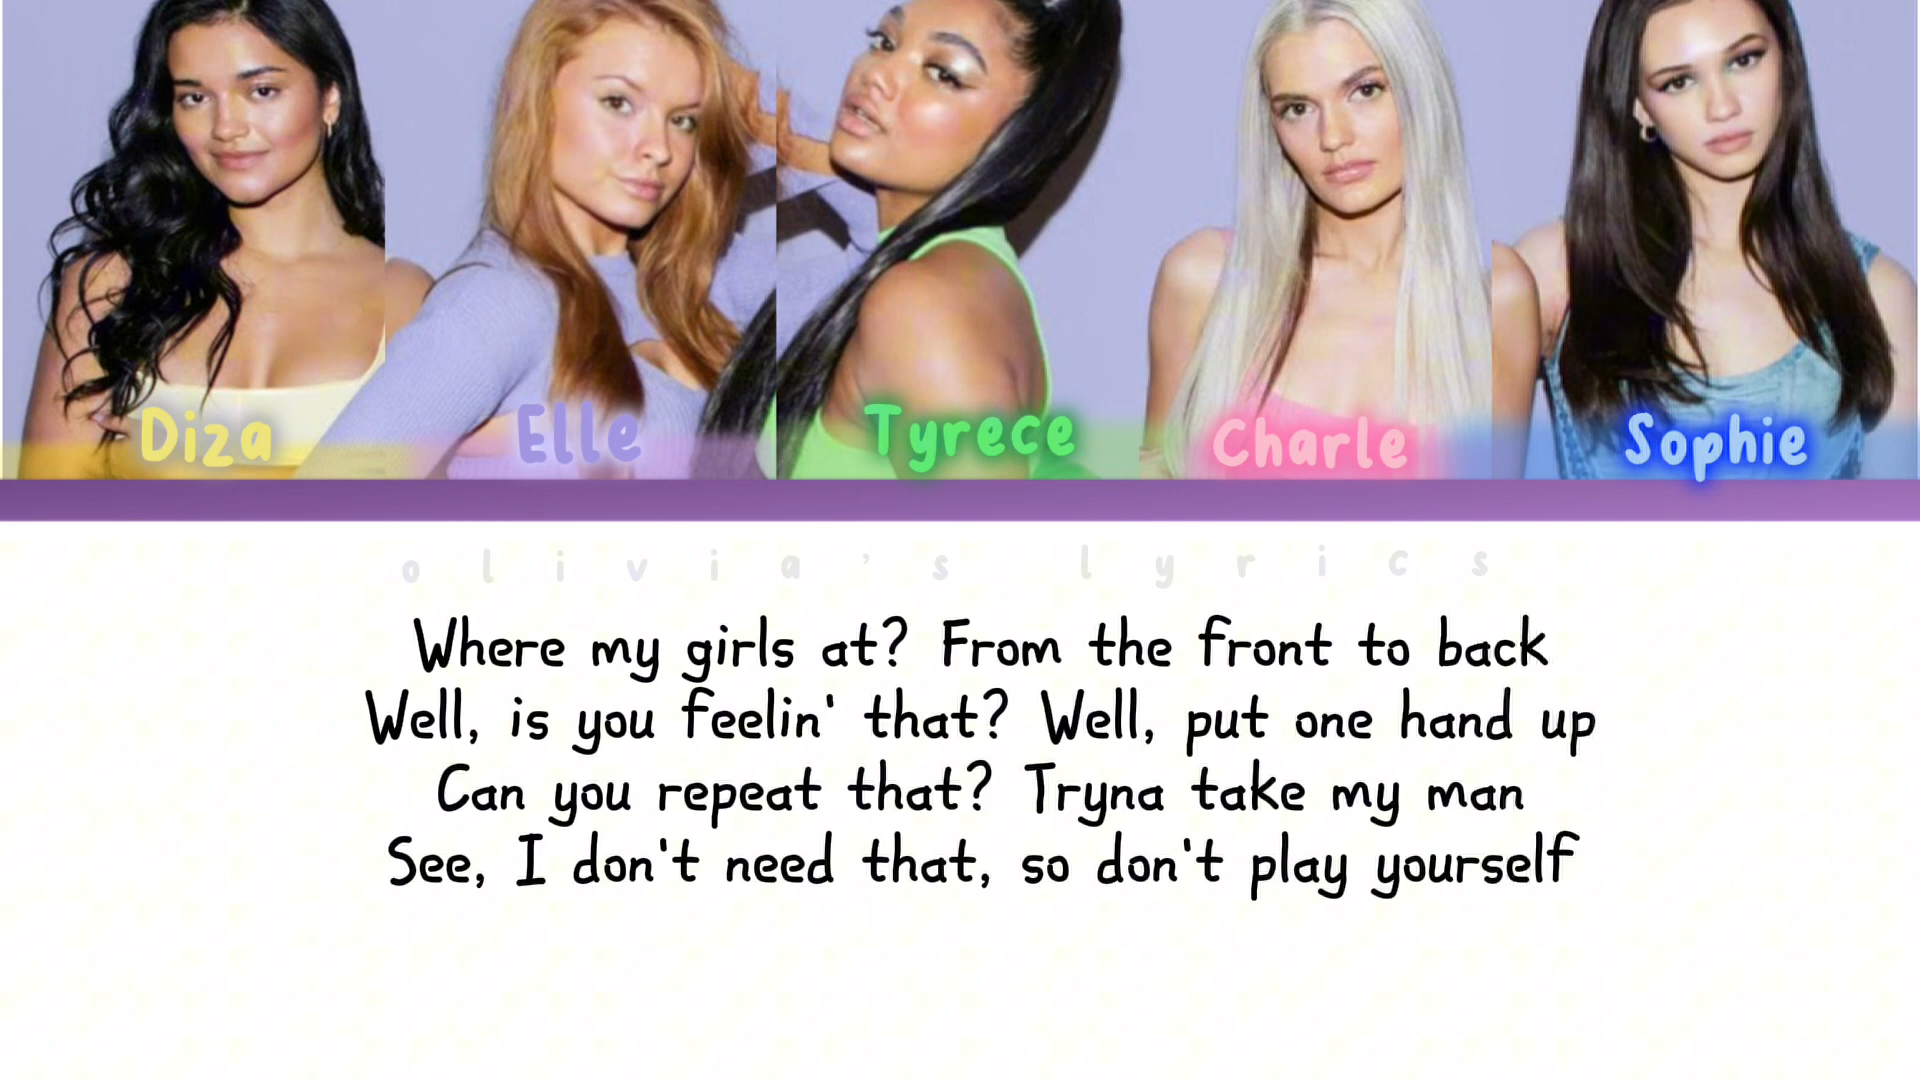 Diza Elle Tyrece Charle Sophie
olivia's lyrics
Where my girls at? From the front to back
Well, is you feelin' that? Well, put one hand up
Can you repeat that? Tryna take my man
See, I don't need that, so don't play yourself